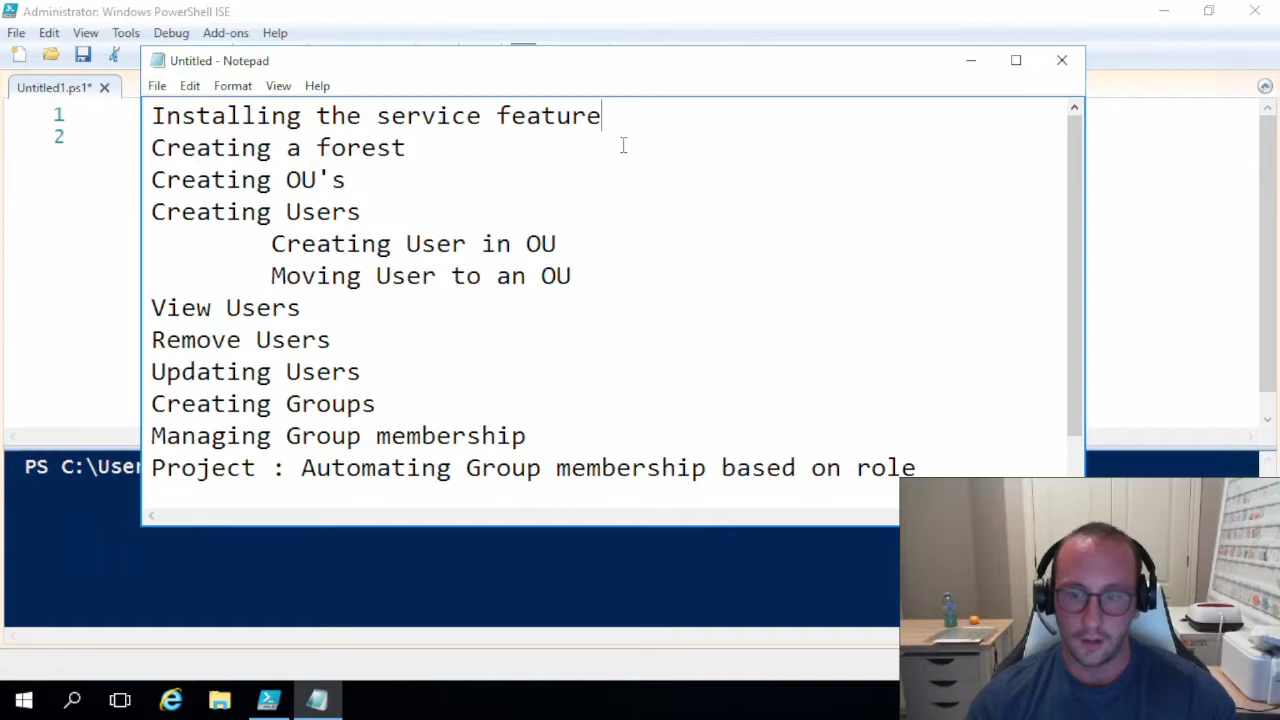 Administrator: Windows PowerShell ISE
File Edit View Tools Debug Add-ons Help
Untitled1.ps1*
1
2
Untitled - Notepad
File Edit Format View Help
Installing the service feature
Creating a forest
Creating OU's
Creating Users
Creating User in OU
Moving User to an OU
View Users
Remove Users
Updating Users
Creating Groups
Managing Group membership
Project : Automating Group membership based on role
PS C:\User